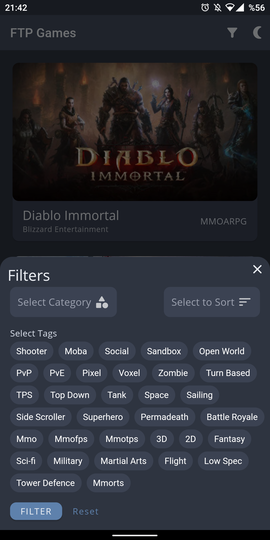 21:42 %56
FTP Games
DIABLO
IMMORTAL
Diablo Immortal MMOARPG
Blizzard Entertainment
Filters
Select Category Select to Sort
Select Tags
Shooter Moba Social Sandbox Open World
PvP PvE Pixel Voxel Zombie Turn Based
TPS Top Down Tank Space Sailing
Side Scroller Superhero Permadeath Battle Royale
Mmo Mmofps Mmotps 3D 2D Fantasy
Sci-fi Military Martial Arts Flight Low Spec
Tower Defence Mmorts
FILTER Reset